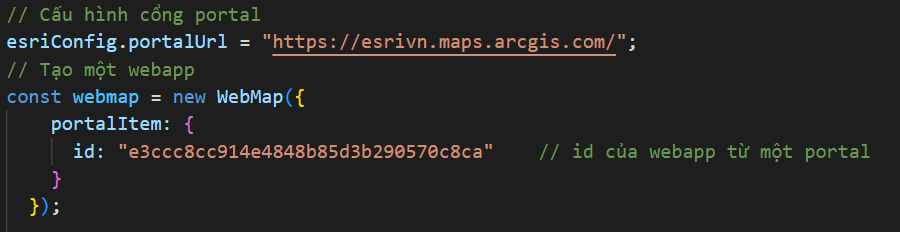 // Cấu hình cổng portal
esriConfig.portalUrl = "https://esrivn.maps.arcgis.com/";
// Tạo một webapp
const webmap = new WebMap({
    portalItem: {
      id: "e3ccc8cc914e4848b85d3b290570c8ca"    // id của webapp từ một portal
    }
  });